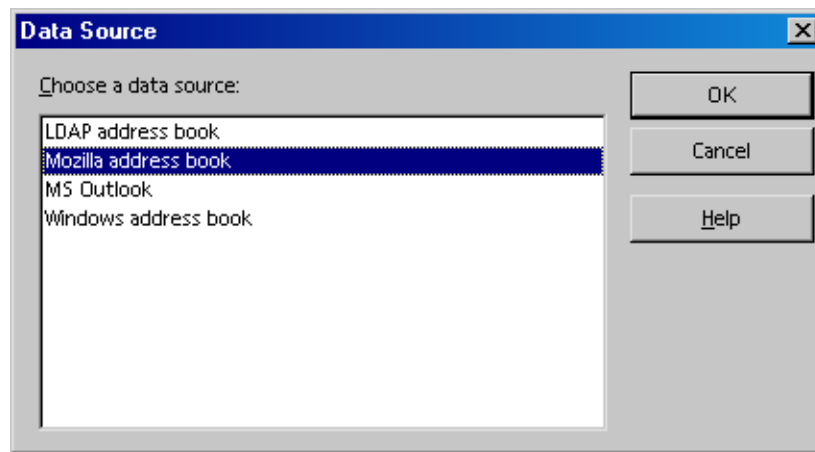 Data Source
Choose a data source:
LDAP address book
Mozilla address book
MS Outlook
Windows address book
OK
Cancel
Help